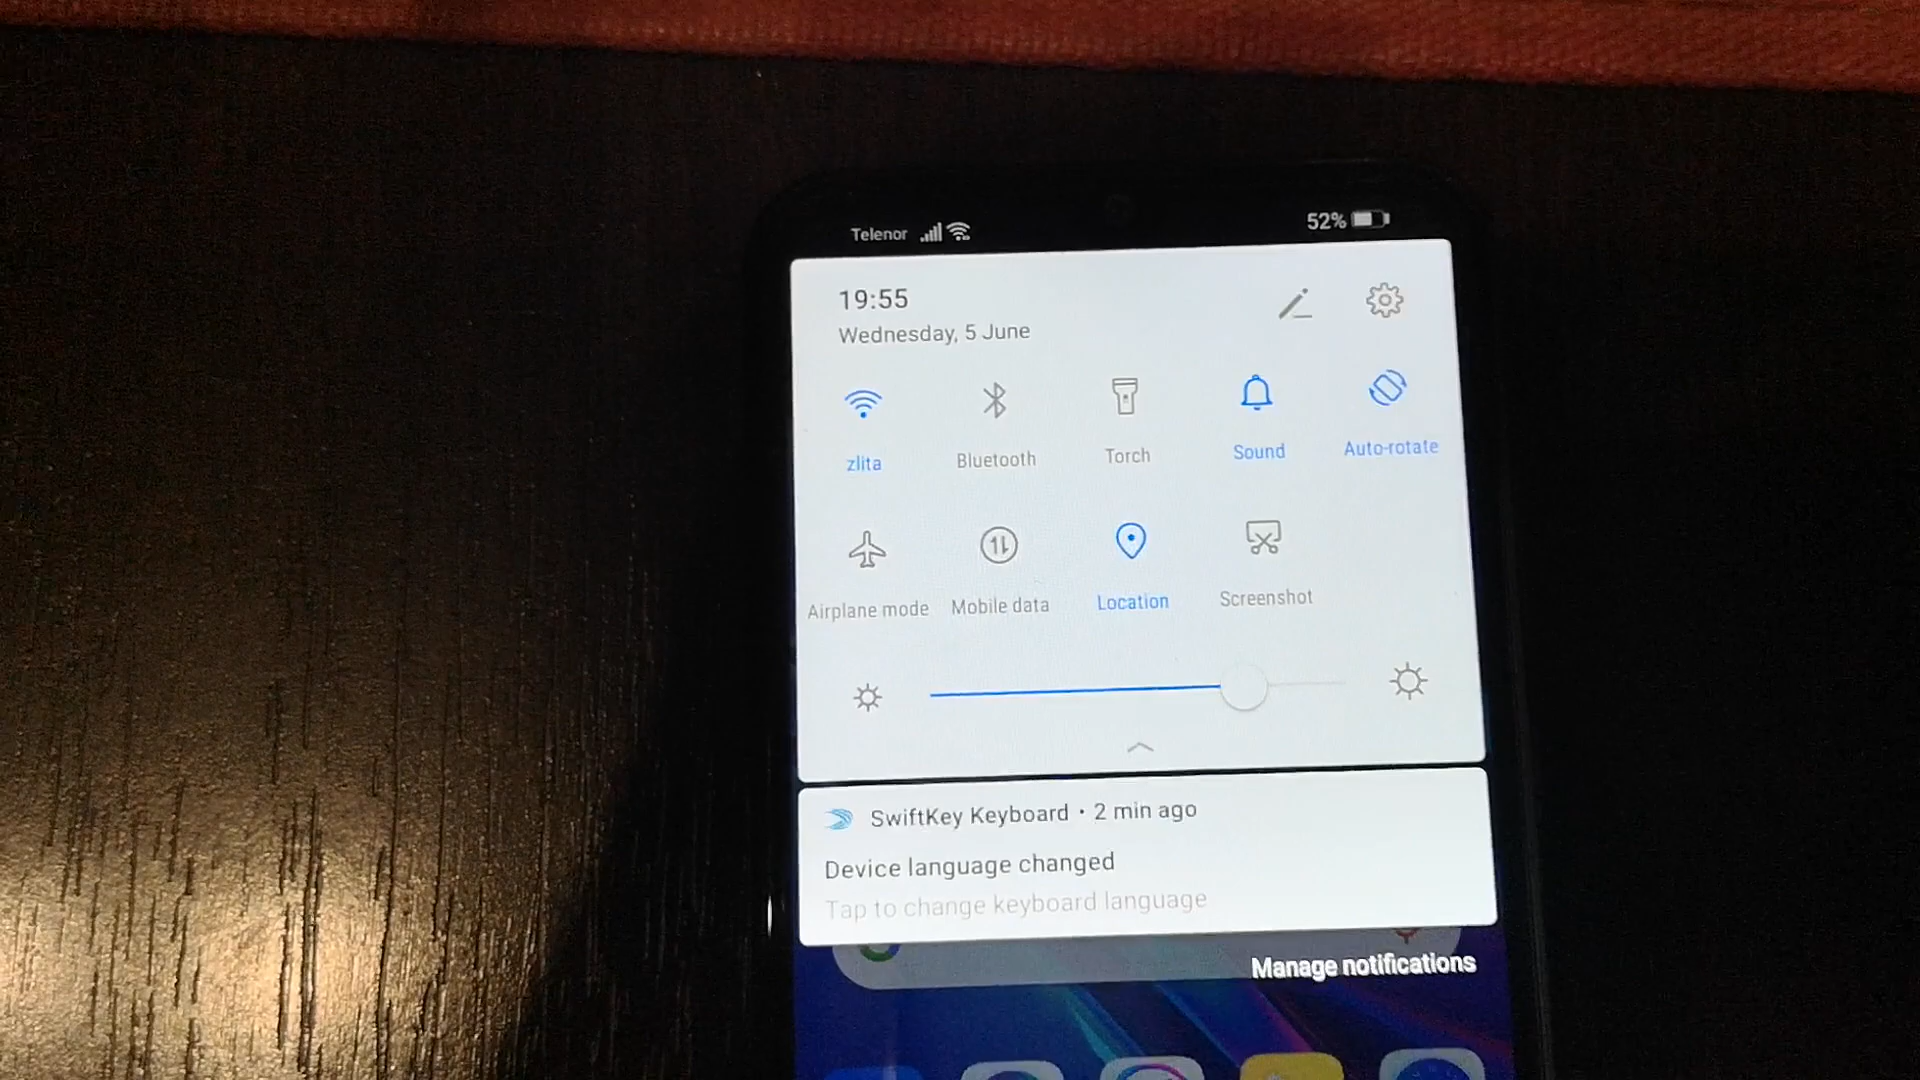 Telenor 52%
19:55
Wednesday, 5 June
zlita Bluetooth Torch Sound Auto-rotate
Airplane mode Mobile data Location Screenshot
SwiftKey Keyboard • 2 min ago
Device language changed
Tap to change keyboard language
Manage notifications